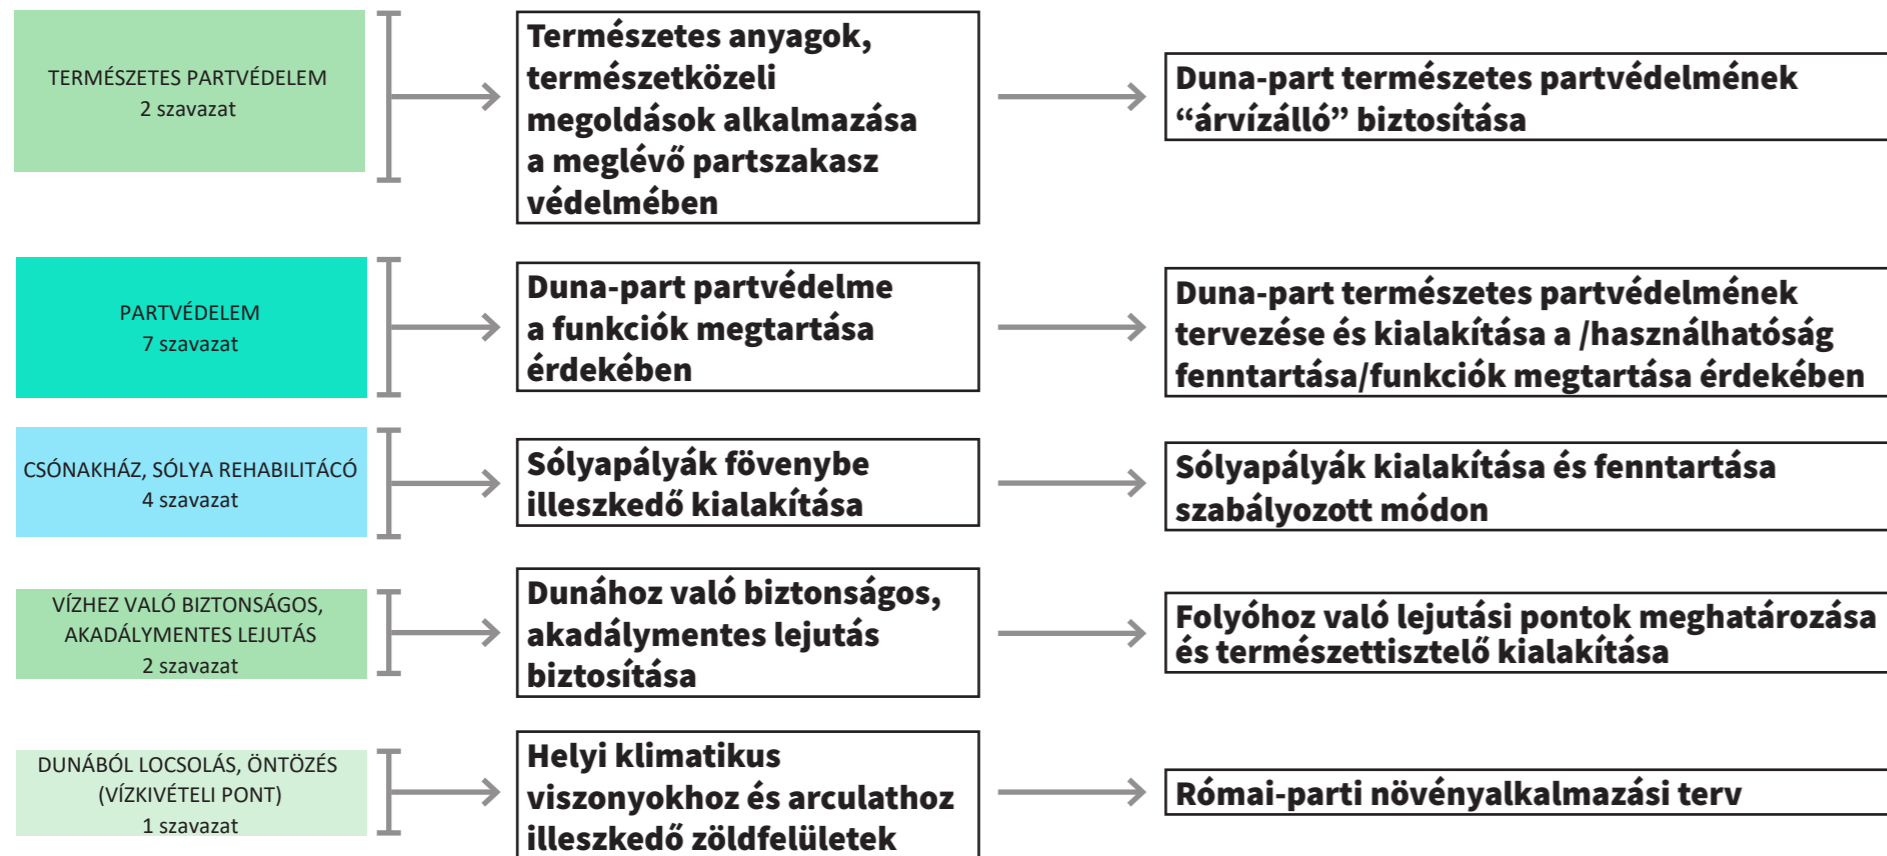 TERMÉSZETES PARTVÉDELEM
2 szavazat
Természetes anyagok,
természetközeli
megoldások alkalmazása
a meglévő partszakasz
védelmében
Duna-part természetes partvédelmének
“árvízálló” biztosítása
PARTVÉDELEM
7 szavazat
Duna-part partvédelme
a funkciók megtartása
érdekében
Duna-part természetes partvédelmének
tervezése és kialakítása a /használhatóság
fenntartása/funkciók megtartása érdekében
CSÓNAKHÁZ, SÓLYA REHABILITÁCÓ
4 szavazat
Sólyapályák fövenybe
illeszkedő kialakítása
Sólyapályák kialakítása és fenntartása
szabályozott módon
VÍZHEZ VALÓ BIZTONSÁGOS,
AKADÁLYMENTES LEJUTÁS
2 szavazat
Dunához való biztonságos,
akadálymentes lejutás
biztosítása
Folyóhoz való lejutási pontok meghatározása
és természettisztelő kialakítása
DUNÁBÓL LOCSOLÁS, ÖNTÖZÉS
(VÍZKIVÉTELI PONT)
1 szavazat
Helyi klimatikus
viszonyokhoz és arculathoz
illeszkedő zöldfelületek
Római-parti növényalkalmazási terv